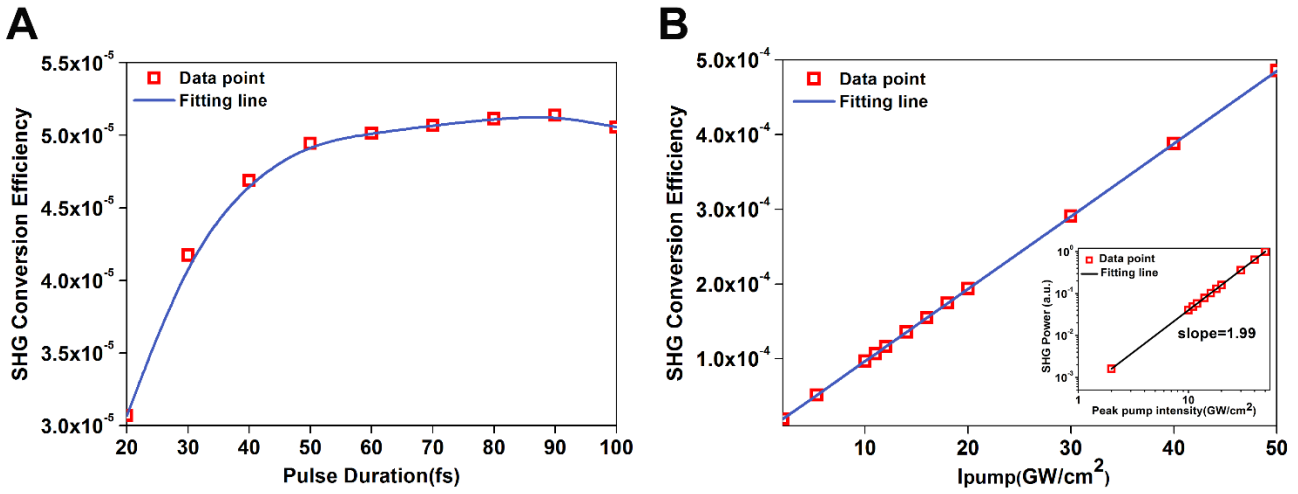 A
5.5x10-5
5.0x10-5
4.5x10-5
4.0x10-5
3.5x10-5
3.0x10-5
SHG Conversion Efficiency
Data point
Fitting line
20 30 40 50 60 70 80 90 100
Pulse Duration(fs)
B
5.0x10-4
4.0x10-4
3.0x10-4
2.0x10-4
1.0x10-4
SHG Conversion Efficiency
Data point
Fitting line
10 20 30 40 50
Ipump(GW/cm2)
100
10-1
10-2
10-3
SHG Power (a.u.)
Data point
Fitting line
slope=1.99
1 10
Peak pump intensity(GW/cm2)